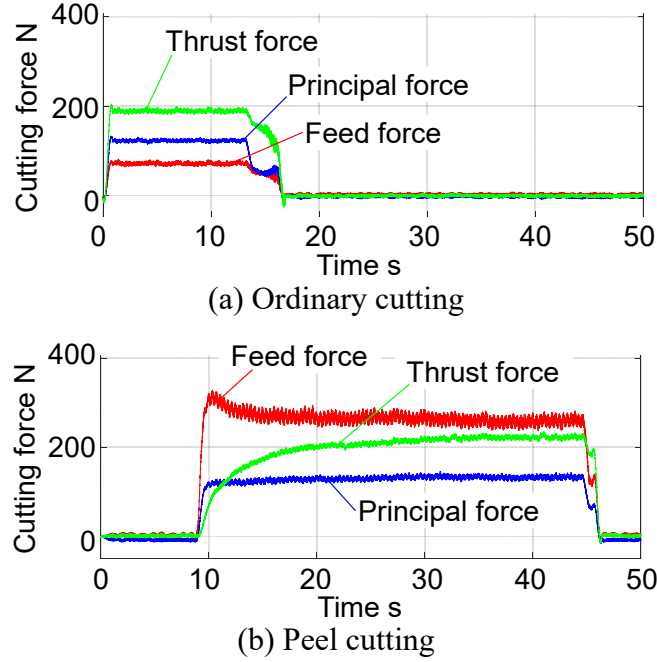 400
Thrust force
Principal force
200
Feed force
0
Cutting force N
0 10 20 30 40 50
Time s
(a) Ordinary cutting
400
Feed force
Thrust force
200
Principal force
0
Cutting force N
0 10 20 30 40 50
Time s
(b) Peel cutting